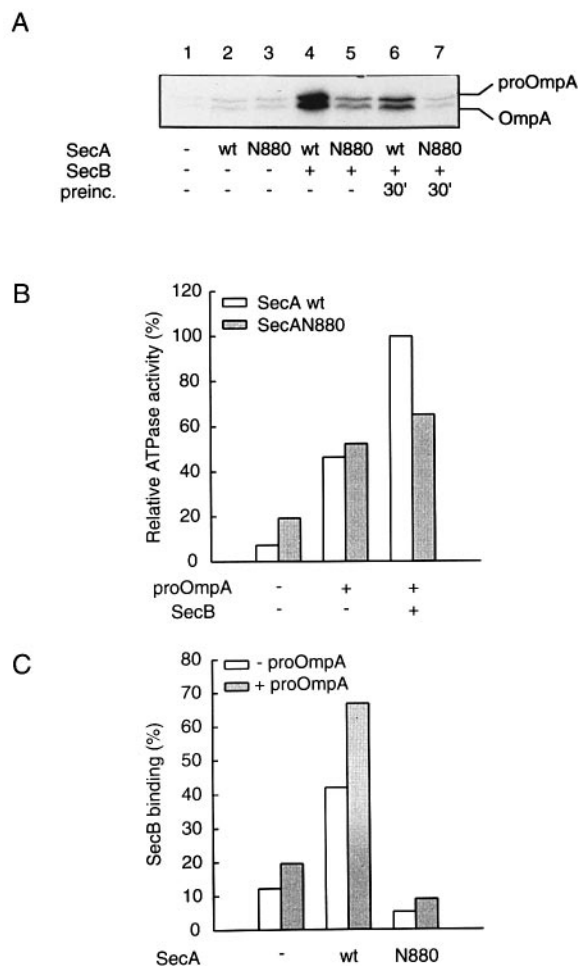 A
1 2 3 4 5 6 7
proOmpA
OmpA
SecA - wt N880 wt N880 wt N880
SecB - - - + + + +
preinc. - - - - - 30' 30'
B
120
SecA wt
SecAN880
100
80
60
40
20
0
Relative ATPase activity (%)
proOmpA - + +
SecB - - +
C
80
- proOmpA
+ proOmpA
70
60
50
40
30
20
10
0
SecB binding (%)
SecA - wt N880